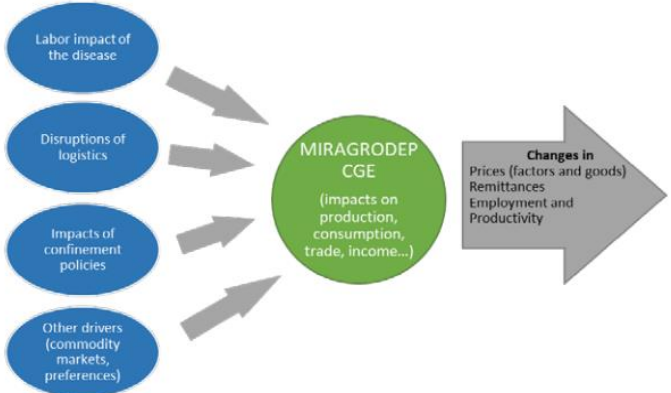 Labor impact of
the disease
Disruptions of
logistics
Impacts of
confinement
policies
Other drivers
(commodity
markets,
preferences)
MIRAGRODEP
CGE
(impacts on
production,
consumption,
trade, income...)
Changes in
Prices (factors and goods)
Remittances
Employment and
Productivity